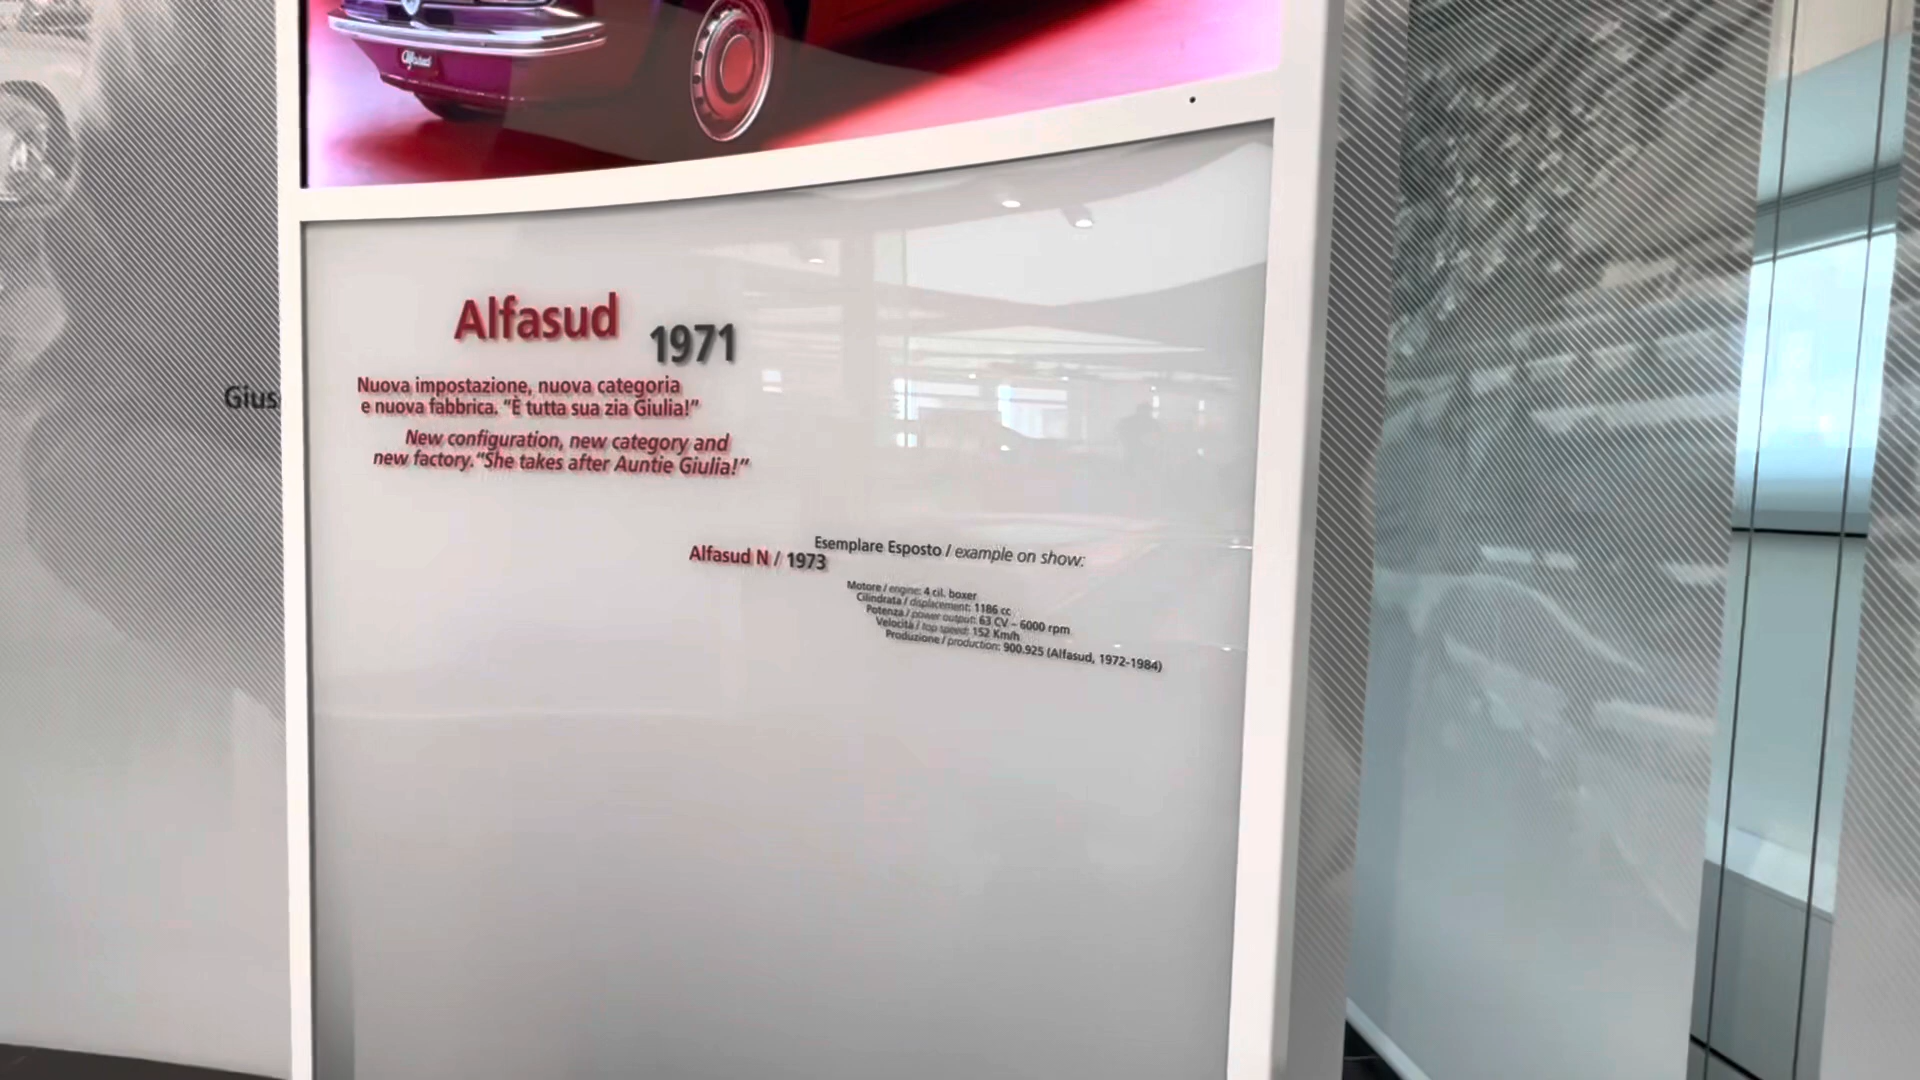 Alfasud
Alfasud
1971
Nuova impostazione, nuova categoria
e nuova fabbrica. “È tutta sua zia Giulia!”
New configuration, new category and
new factory. “She takes after Auntie Giulia!”
Gius
Esemplare Esposto / example on show:
Alfasud N / 1973
Motore / engine: 4 cil. boxer
Cilindrata / displacement: 1186 cc
Potenza / power output: 63 CV – 6000 rpm
Velocità / top speed: 152 Km/h
Produzione / production: 900.925 (Alfasud, 1972-1984)